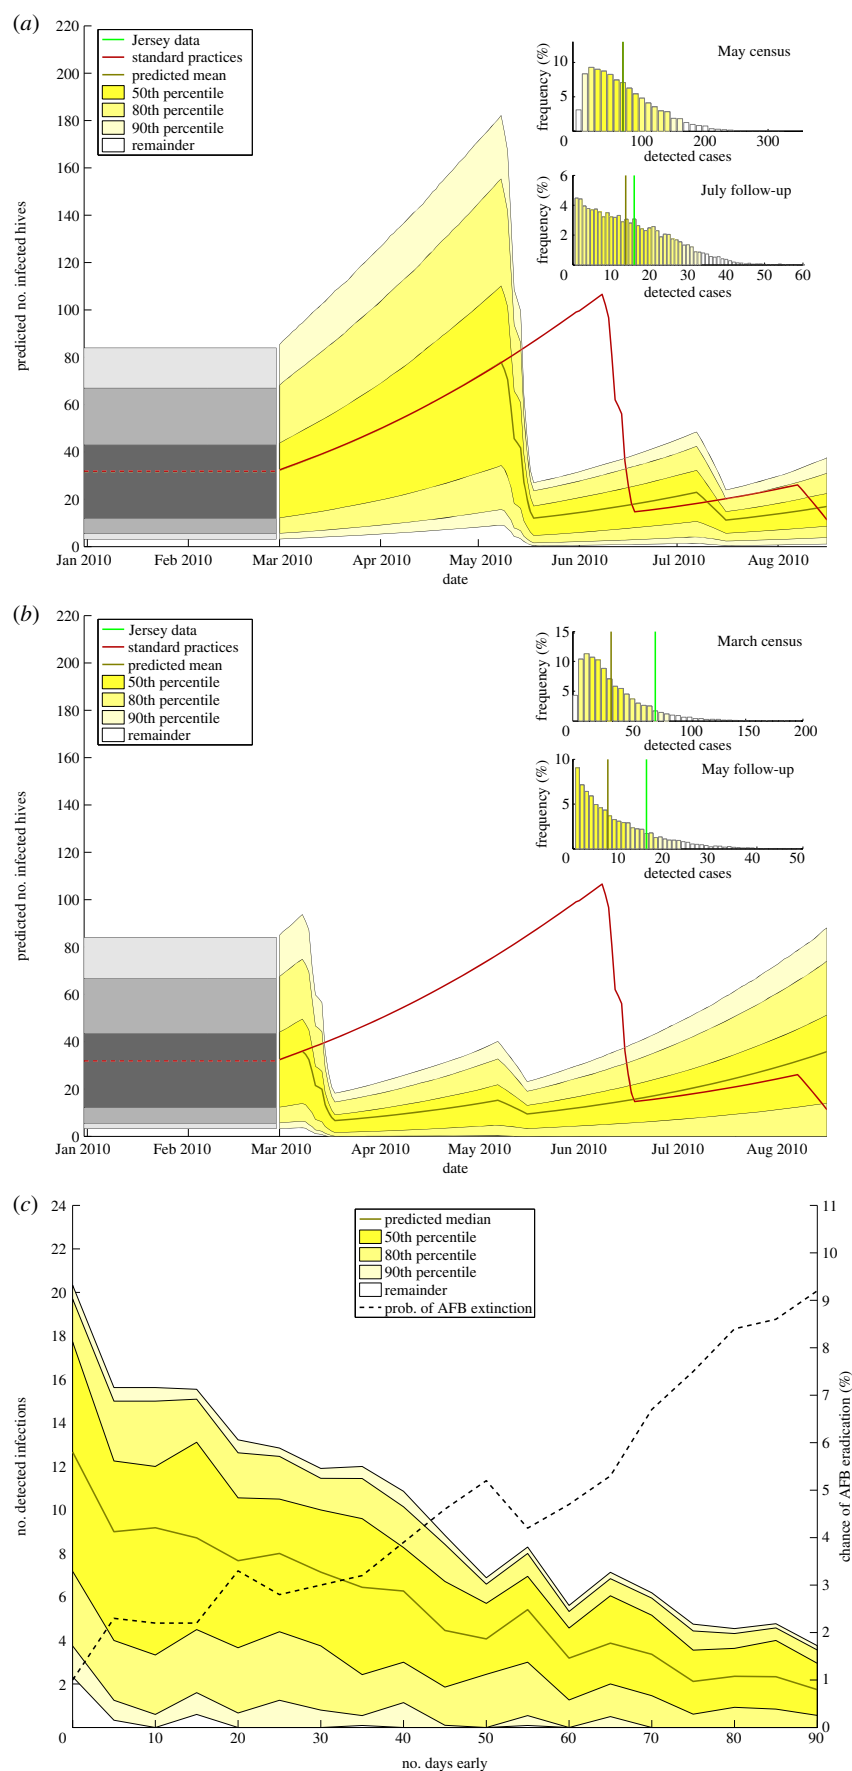 (a)
220
200
180
160
140
120
100
80
60
40
20
0
predicted no. infected hives
Jersey data
standard practices
predicted mean
50th percentile
80th percentile
90th percentile
remainder
May census
frequency (%)
10
5
0
100
200
300
detected cases
July follow-up
frequency (%)
6
4
2
0
10
20
30
40
50
60
detected cases
Jan 2010
Feb 2010
Mar 2010
Apr 2010
May 2010
Jun 2010
Jul 2010
Aug 2010
date
(b)
220
200
180
160
140
120
100
80
60
40
20
0
predicted no. infected hives
Jersey data
standard practices
predicted mean
50th percentile
80th percentile
90th percentile
remainder
March census
frequency (%)
15
10
5
0
50
100
150
200
detected cases
May follow-up
frequency (%)
10
5
0
10
20
30
40
50
detected cases
Jan 2010
Feb 2010
Mar 2010
Apr 2010
May 2010
Jun 2010
Jul 2010
Aug 2010
date
(c)
24
22
20
18
16
14
12
10
8
6
4
2
0
no. detected infections
predicted median
50th percentile
80th percentile
90th percentile
remainder
prob. of AFB extinction
11
10
9
8
7
6
5
4
3
2
1
0
chance of AFB eradication (%)
10
20
30
40
50
60
70
80
90
no. days early